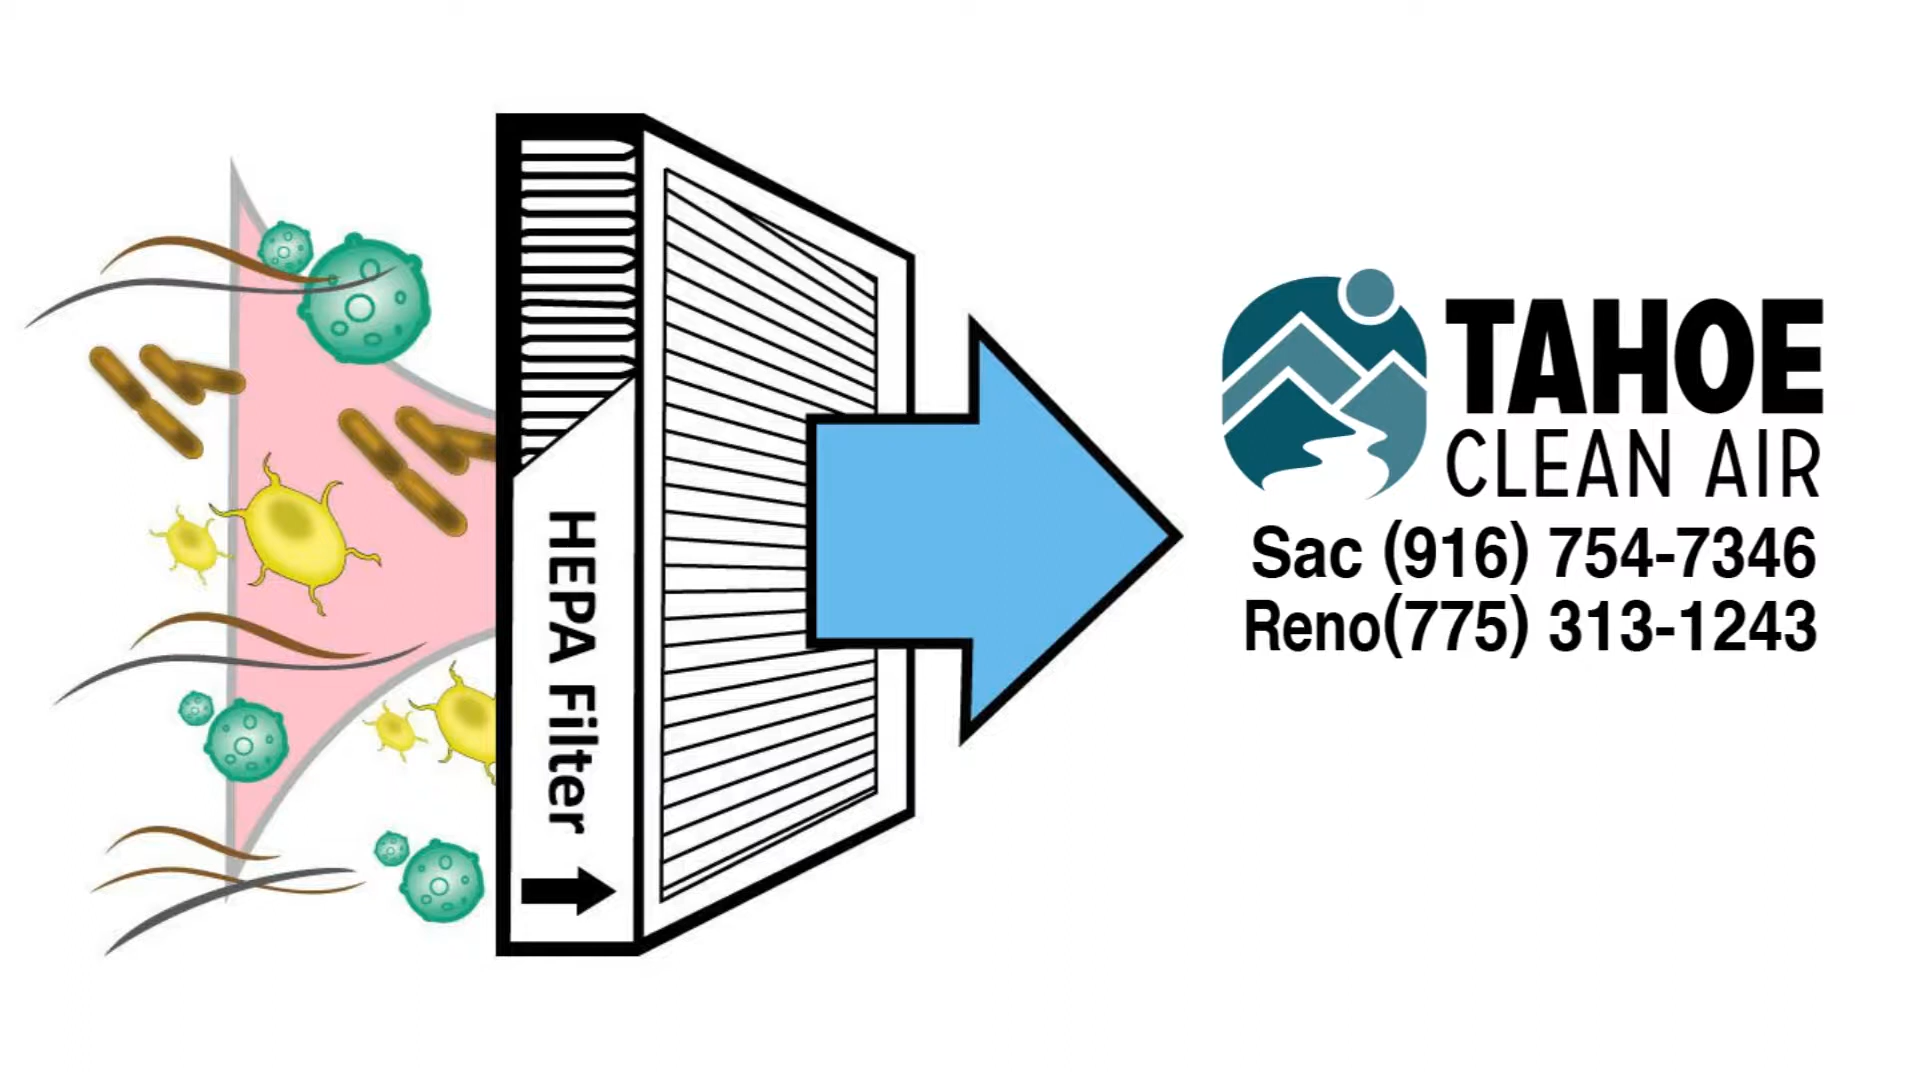 HEPA Filter
TAHOE
CLEAN AIR
Sac (916) 754-7346
Reno(775) 313-1243